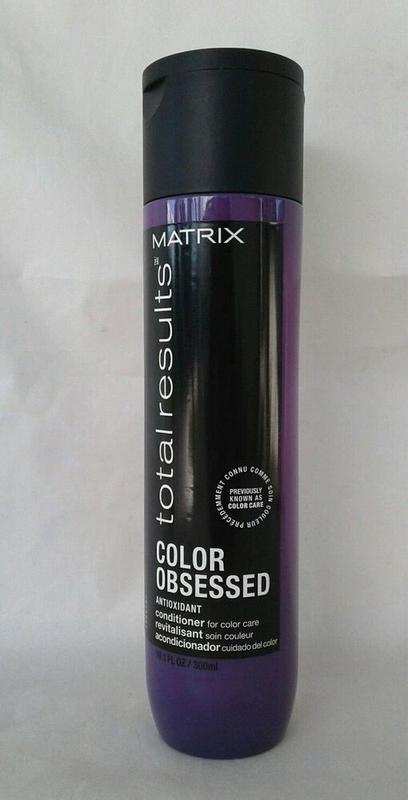 MATRIX
total results
PREVIOUSLY
KNOWN AS
COLOR CARE
PRÉCÉDEMMENT CONNU COMME SOIN COULEUR
COLOR
OBSESSED
ANTIOXIDANT
conditioner for color care
revitalisant soin couleur
acondicionador cuidado del color
10.1 FL OZ / 300ml